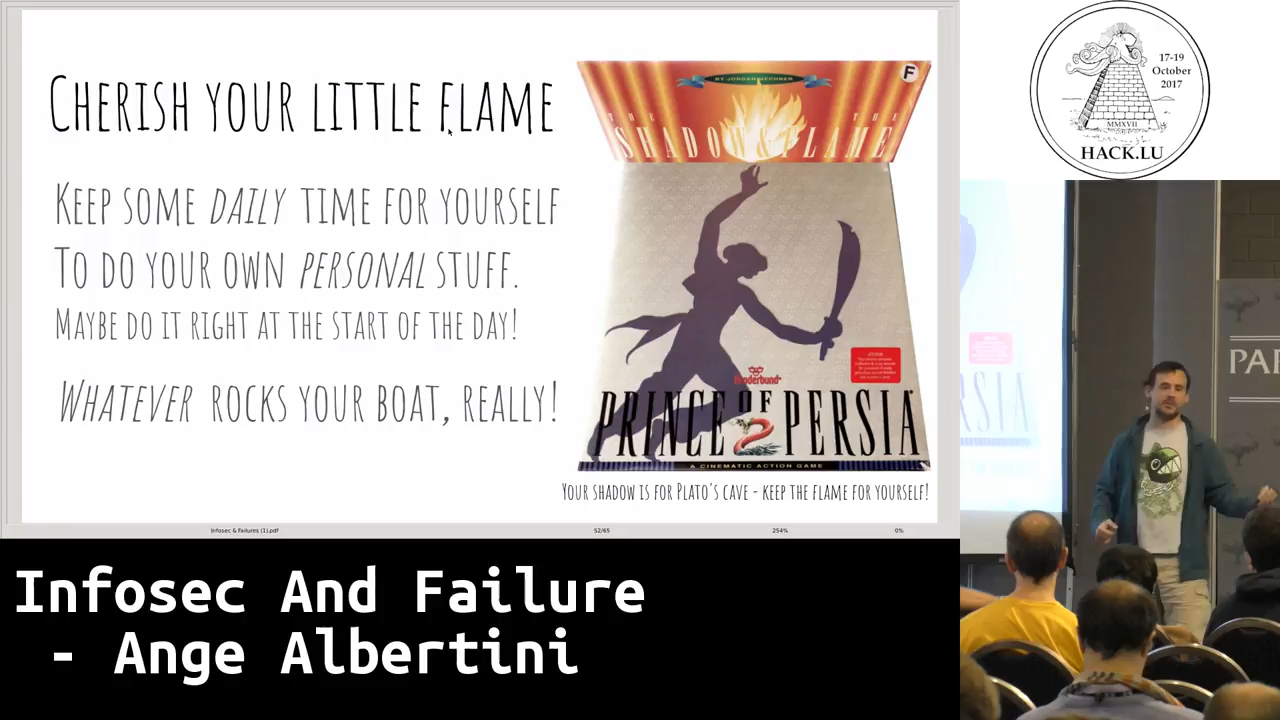 CHERISH YOUR LITTLE FLAME
KEEP SOME DAILY TIME FOR YOURSELF
TO DO YOUR OWN PERSONAL STUFF.
MAYBE DO IT RIGHT AT THE START OF THE DAY!
WHATEVER ROCKS YOUR BOAT, REALLY!
BY JORDAN MECHNER
F
THE THE
SHADOW & FLAME
Brøderbund
PRINCE OF PERSIA
2
A CINEMATIC ACTION GAME
YOUR SHADOW IS FOR PLATO'S CAVE - KEEP THE FLAME FOR YOURSELF!
Infosec & Failures (1).pdf
52/65
254%
0%
17-19
October
2017
MMXVII
HACK.LU
RSIA
PAR
Infosec And Failure
- Ange Albertini